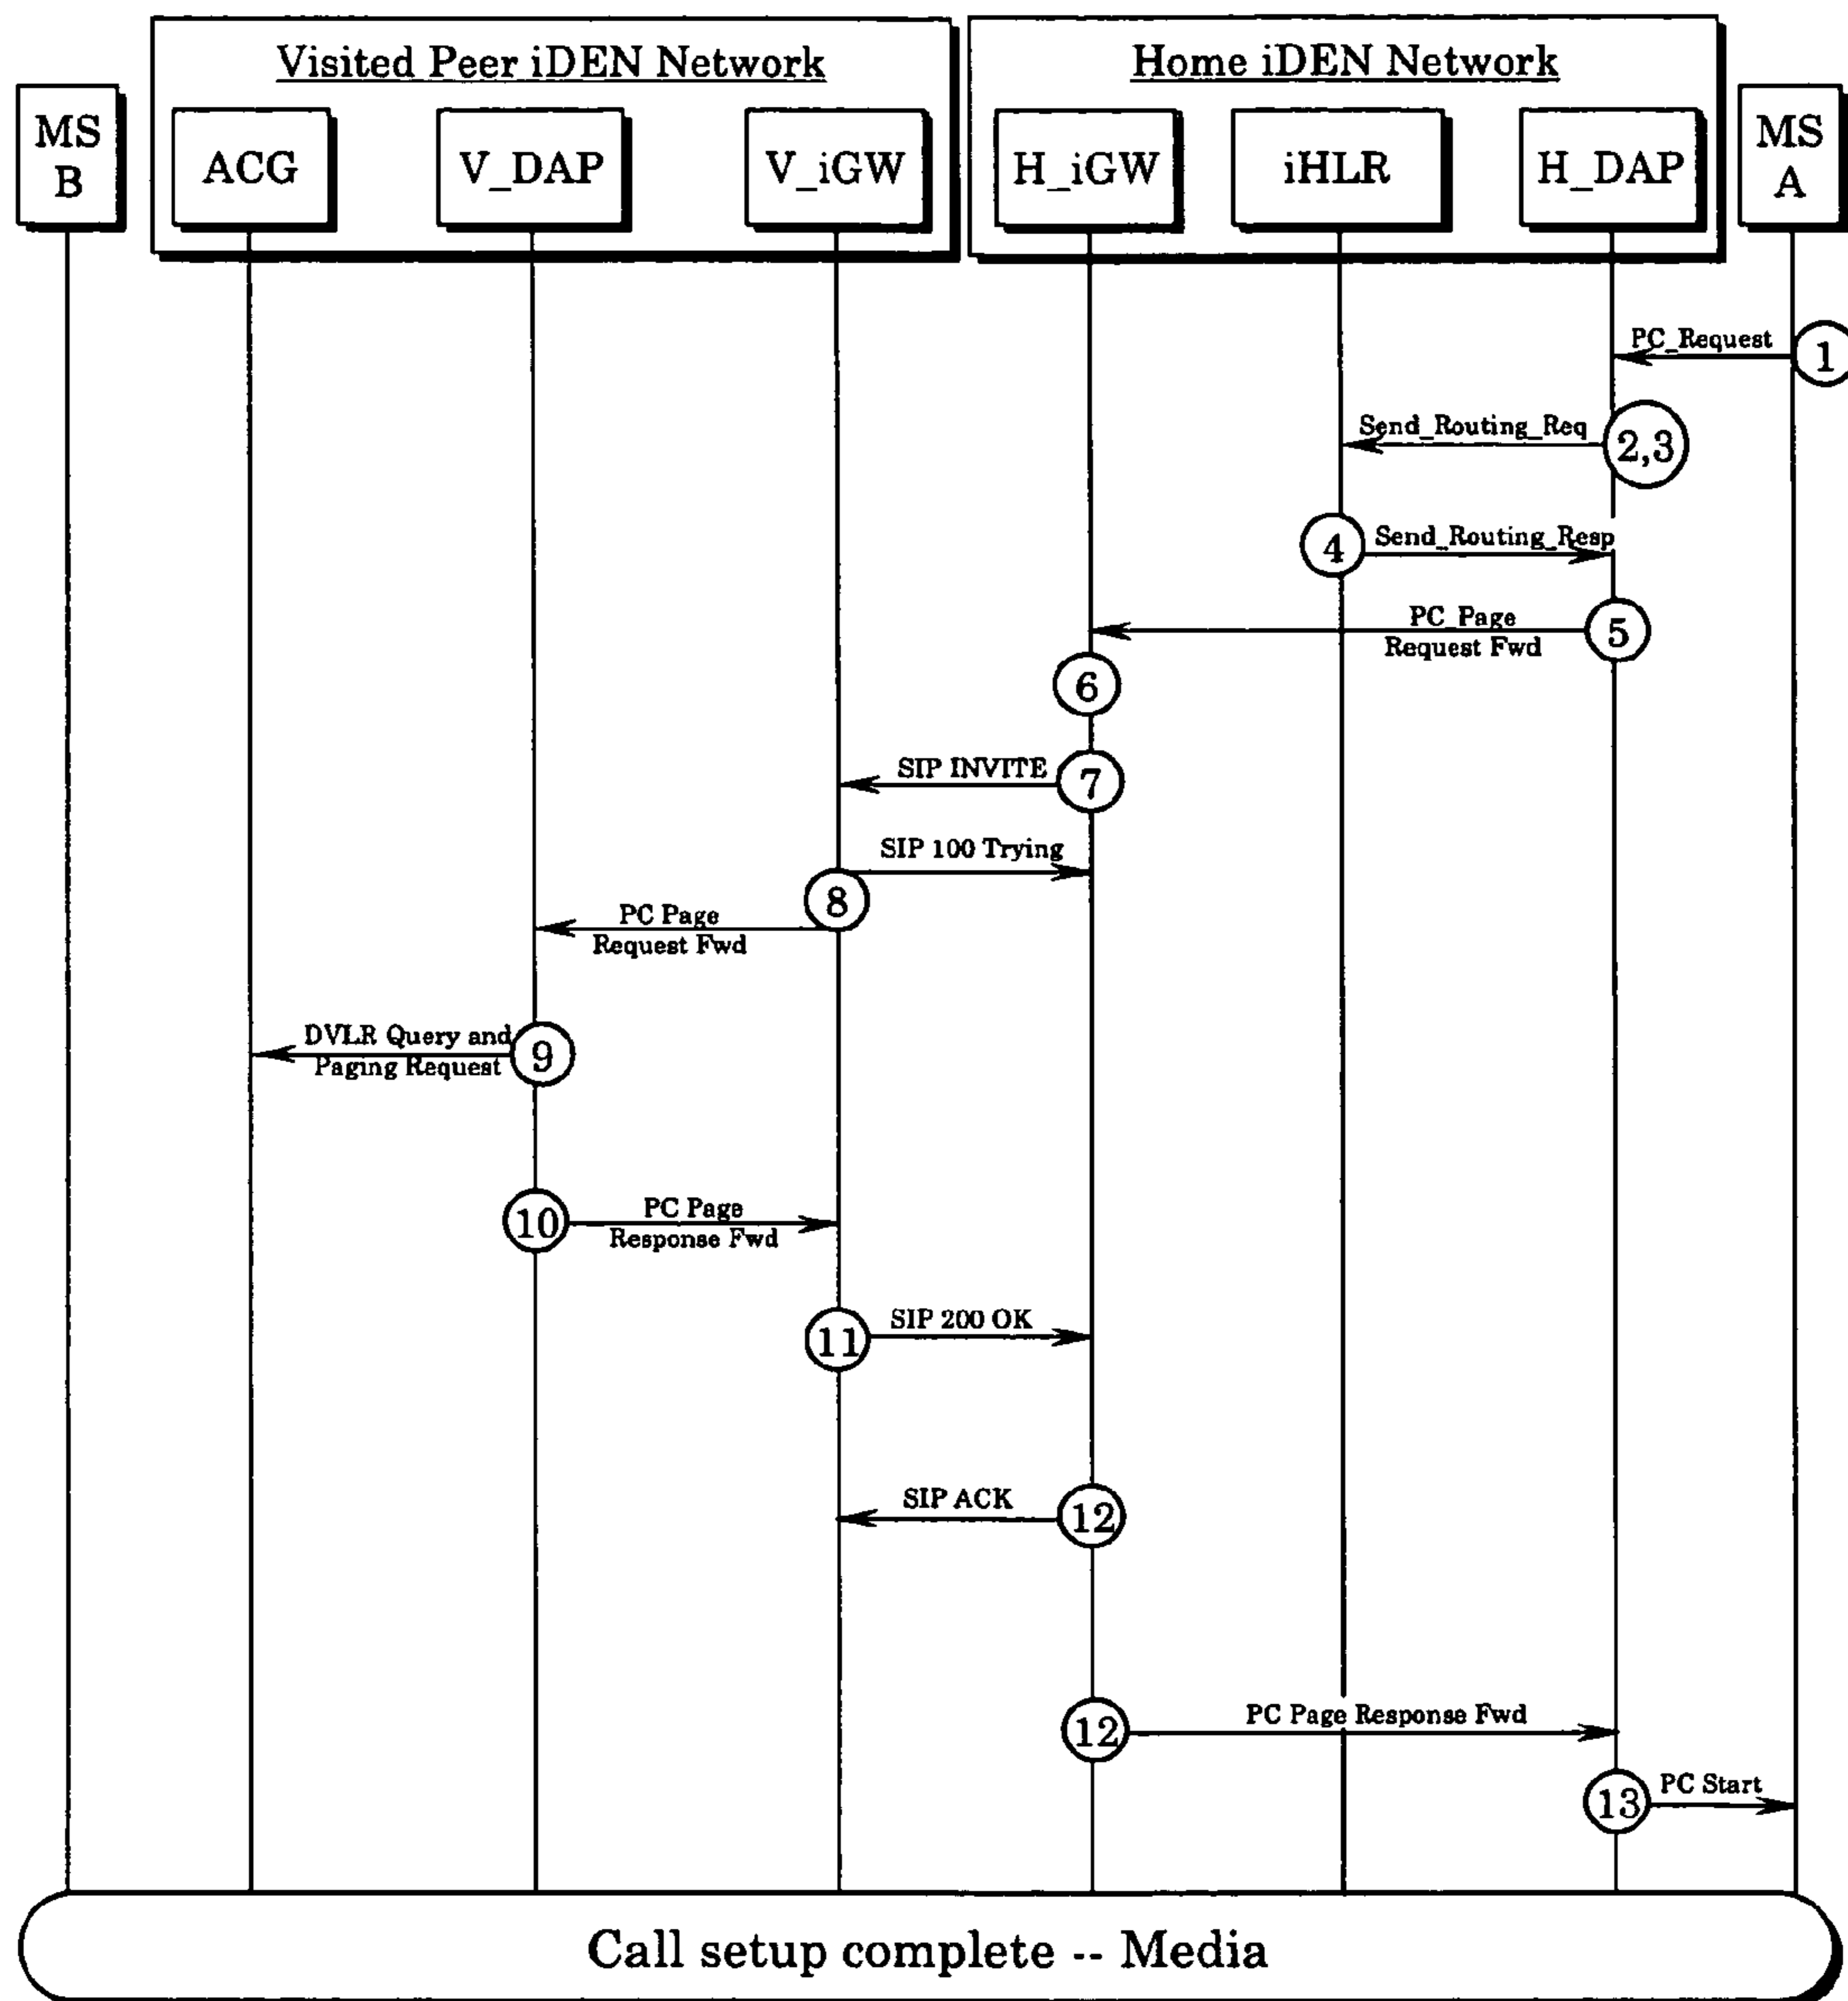 Visited Peer iDEN Network
Home iDEN Network
MS
B
ACG
V_DAP
V_iGW
H_iGW
iHLR
H_DAP
MS
A
PC_Request
1
Send_Routing_Req
2,3
4
Send_Routing_Resp
PC_Page
Request Fwd
5
6
SIP INVITE
7
SIP 100 Trying
8
PC Page
Request Fwd
DVLR Query and
Paging Request
9
10
PC Page
Response Fwd
11
SIP 200 OK
SIP ACK
12
12
PC Page Response Fwd
13
PC Start
Call setup complete -- Media